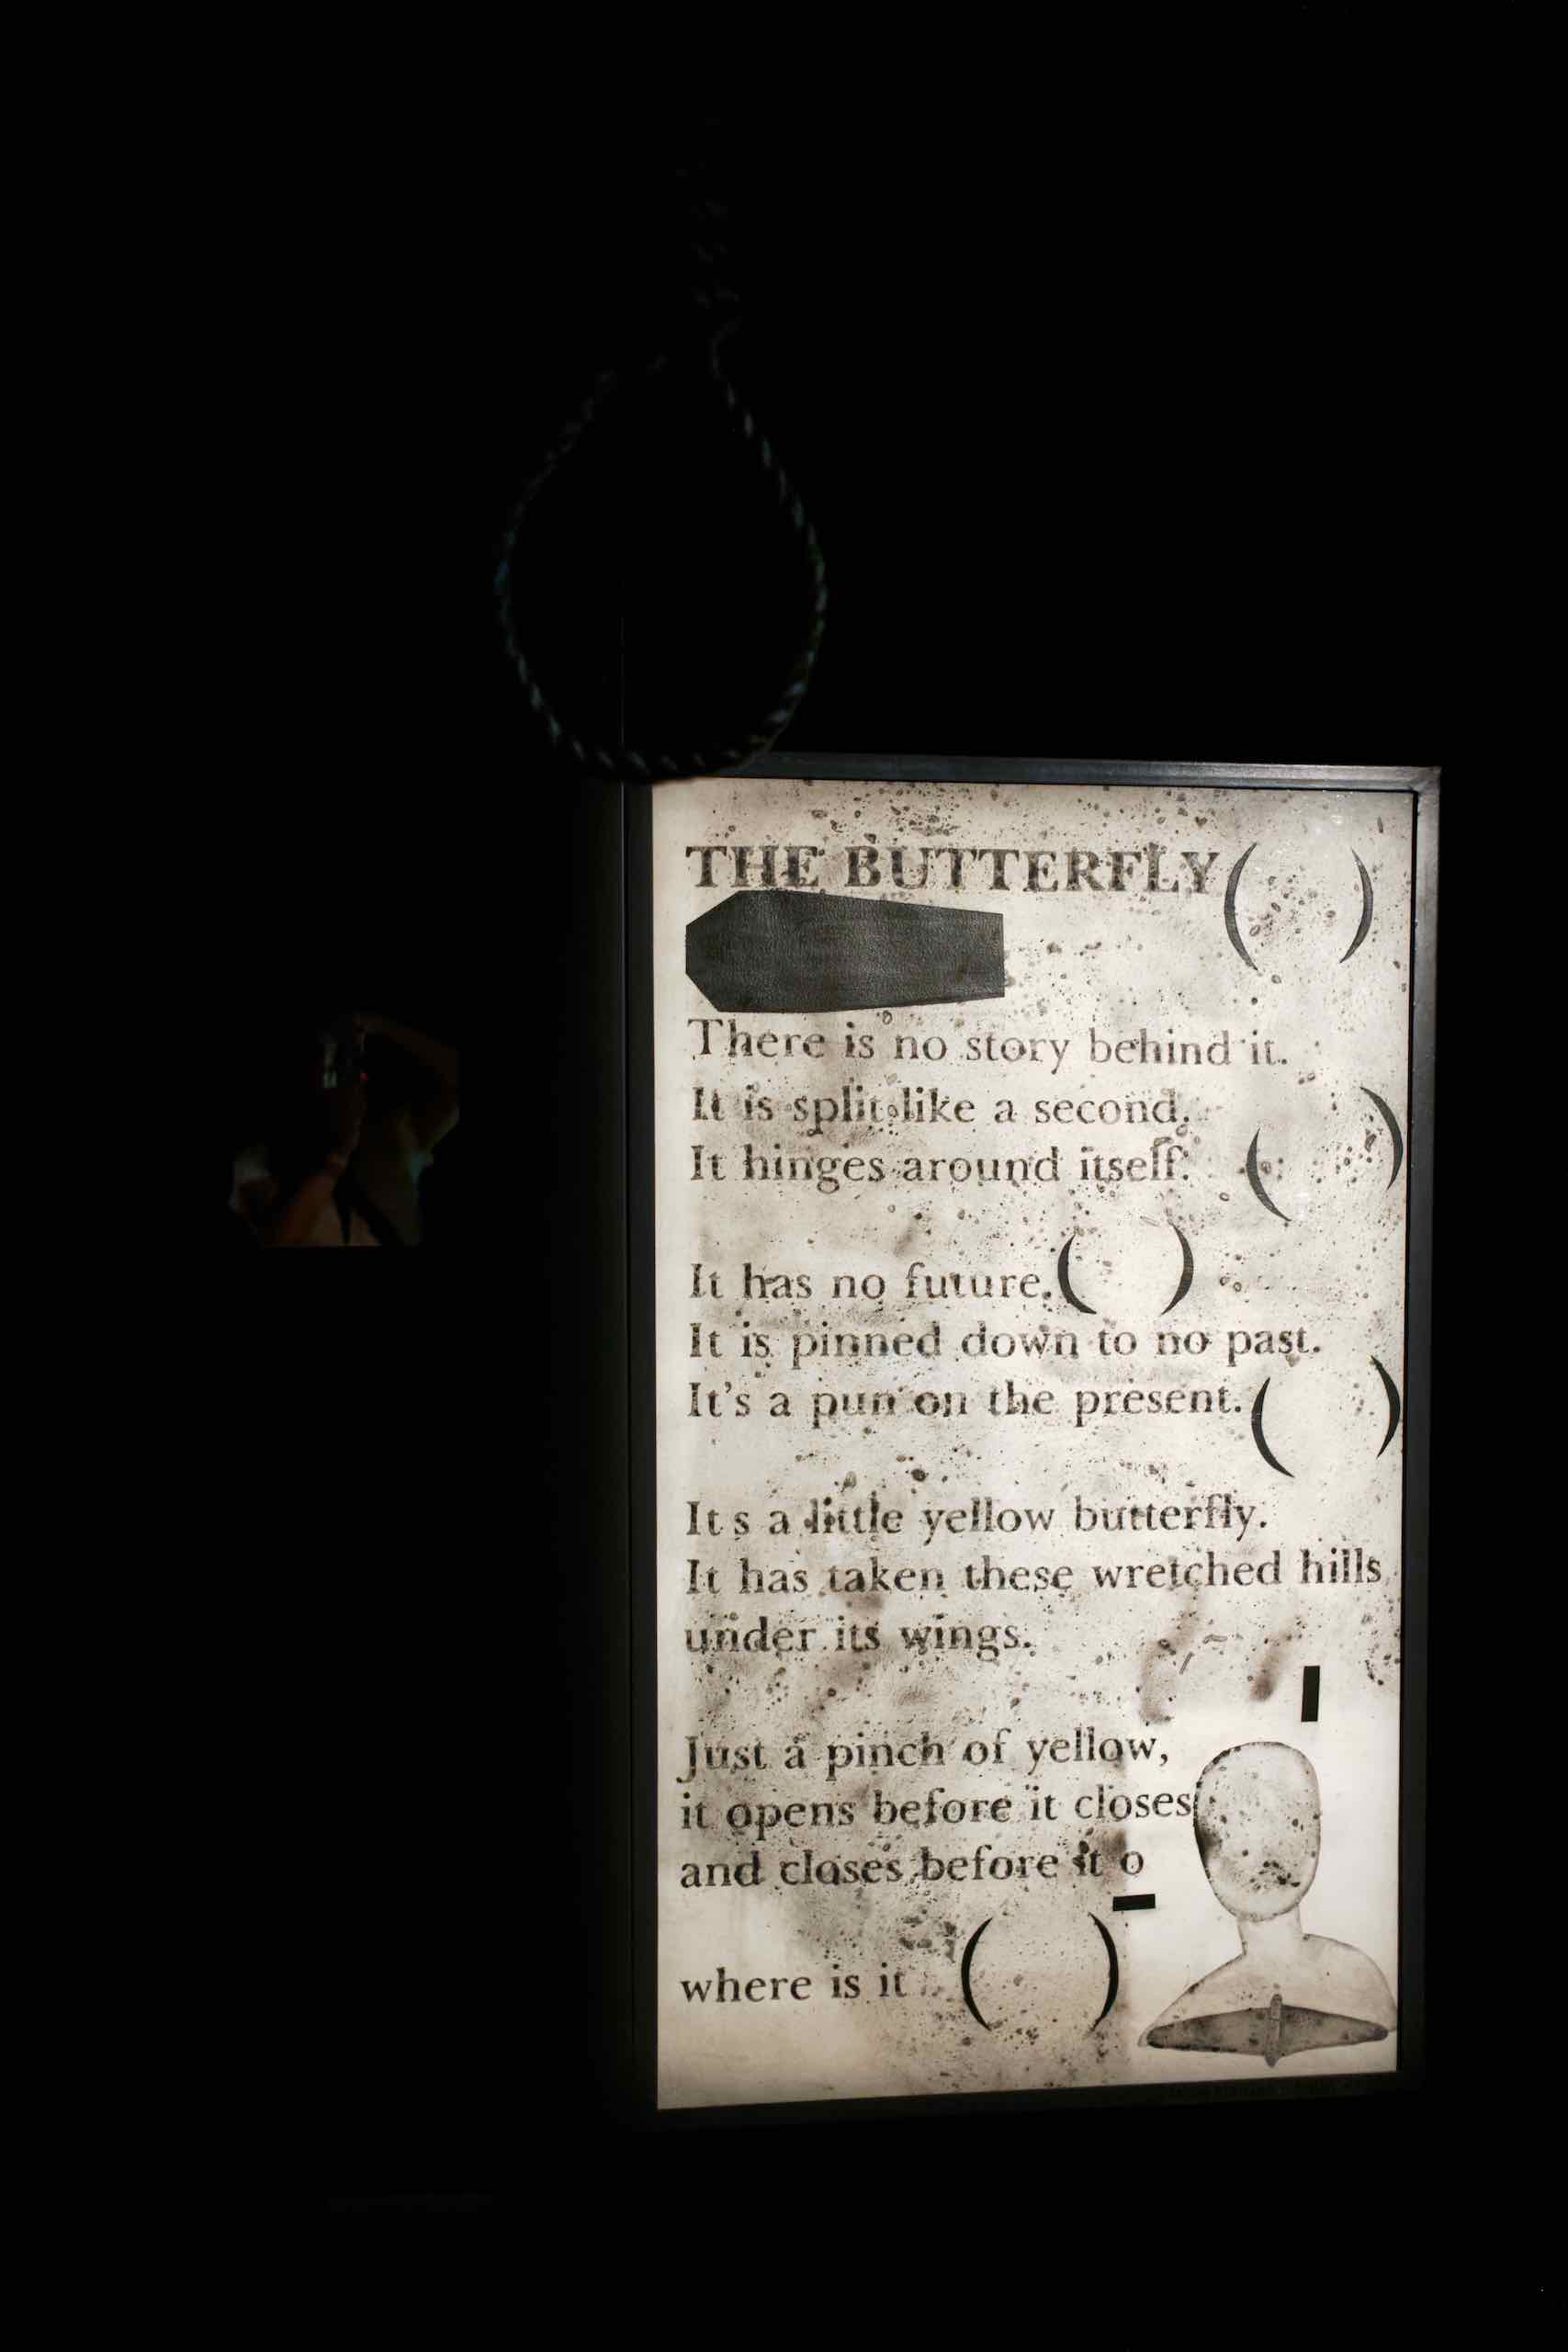 THE BUTTERFLY ( )
There is no story behind it.
It is split like a second.
It hinges around itself. ( )
It has no future. ( )
It is pinned down to no past.
It's a pun on the present. ( )
It s a little yellow butterfly.
It has taken these wretched hills
under its wings.
Just a pinch of yellow,
it opens before it closes
and closes before it o
where is it ( )